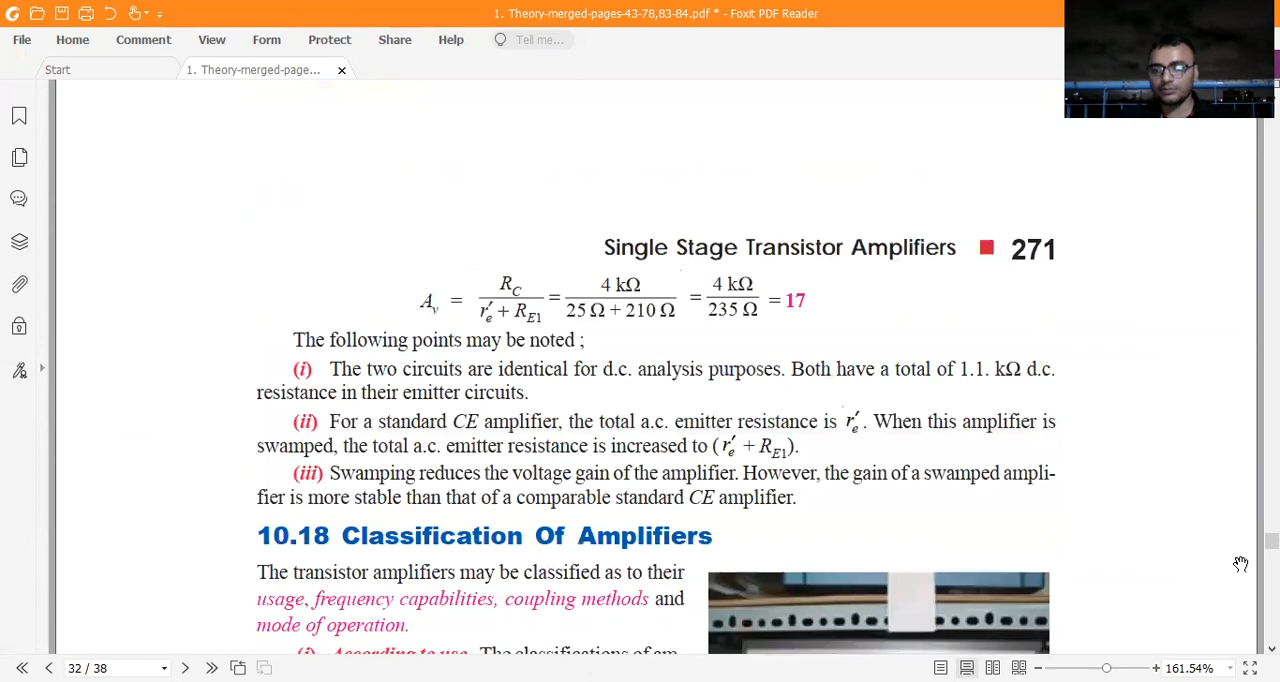 1. Theory-merged-pages-43-78,83-84.pdf * - Foxit PDF Reader
File Home Comment View Form Protect Share Help Tell me...
Start 1. Theory-merged-page...
Single Stage Transistor Amplifiers ■ 271
A_v = R_C / (r′_e + R_E1) = 4 kΩ / (25 Ω + 210 Ω) = 4 kΩ / 235 Ω = 17
The following points may be noted ;
(i) The two circuits are identical for d.c. analysis purposes. Both have a total of 1.1. kΩ d.c.
resistance in their emitter circuits.
(ii) For a standard CE amplifier, the total a.c. emitter resistance is r′_e. When this amplifier is
swamped, the total a.c. emitter resistance is increased to (r′_e + R_E1).
(iii) Swamping reduces the voltage gain of the amplifier. However, the gain of a swamped ampli-
fier is more stable than that of a comparable standard CE amplifier.
10.18 Classification Of Amplifiers
The transistor amplifiers may be classified as to their
usage, frequency capabilities, coupling methods and
mode of operation.
(i) According to use. The classifications of am-
32 / 38
161.54%